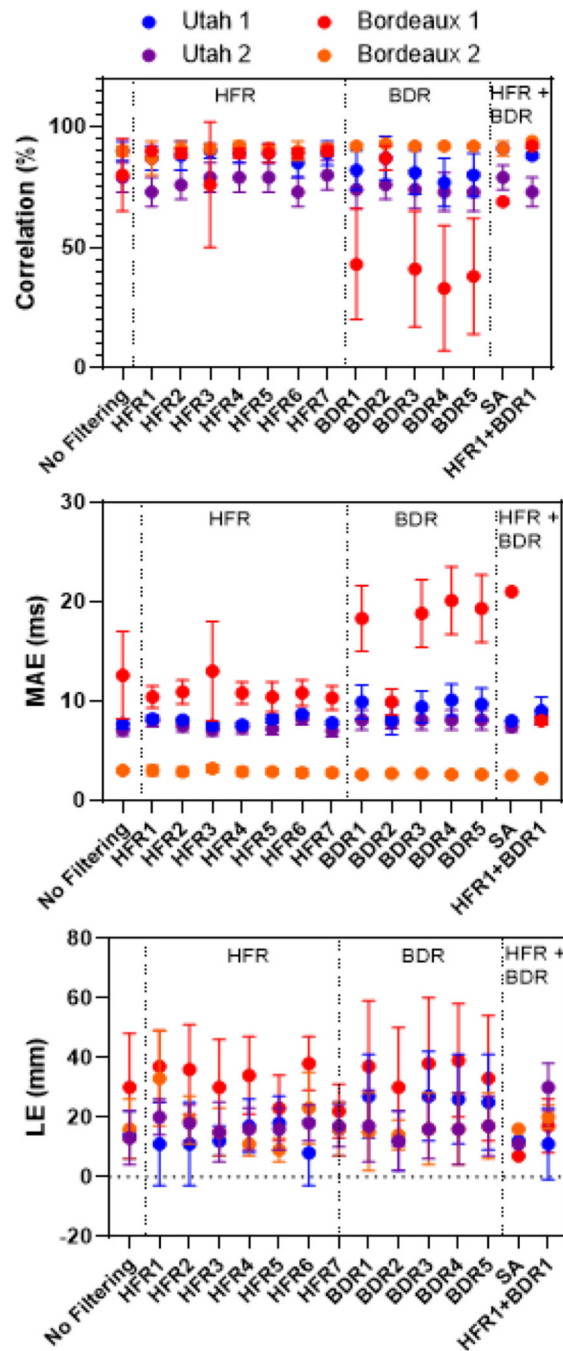 Utah 1 Bordeaux 1
Utah 2 Bordeaux 2
HFR BDR HFR +
BDR
Correlation (%)
100
50
0
No Filtering HFR1 HFR2 HFR3 HFR4 HFR5 HFR6 HFR7 BDR1 BDR2 BDR3 BDR4 BDR5 SA HFR1+BDR1
HFR BDR HFR +
BDR
MAE (ms)
30
20
10
0
No Filtering HFR1 HFR2 HFR3 HFR4 HFR5 HFR6 HFR7 BDR1 BDR2 BDR3 BDR4 BDR5 SA HFR1+BDR1
HFR BDR HFR +
BDR
LE (mm)
80
60
40
20
0
-20
No Filtering HFR1 HFR2 HFR3 HFR4 HFR5 HFR6 HFR7 BDR1 BDR2 BDR3 BDR4 BDR5 SA HFR1+BDR1